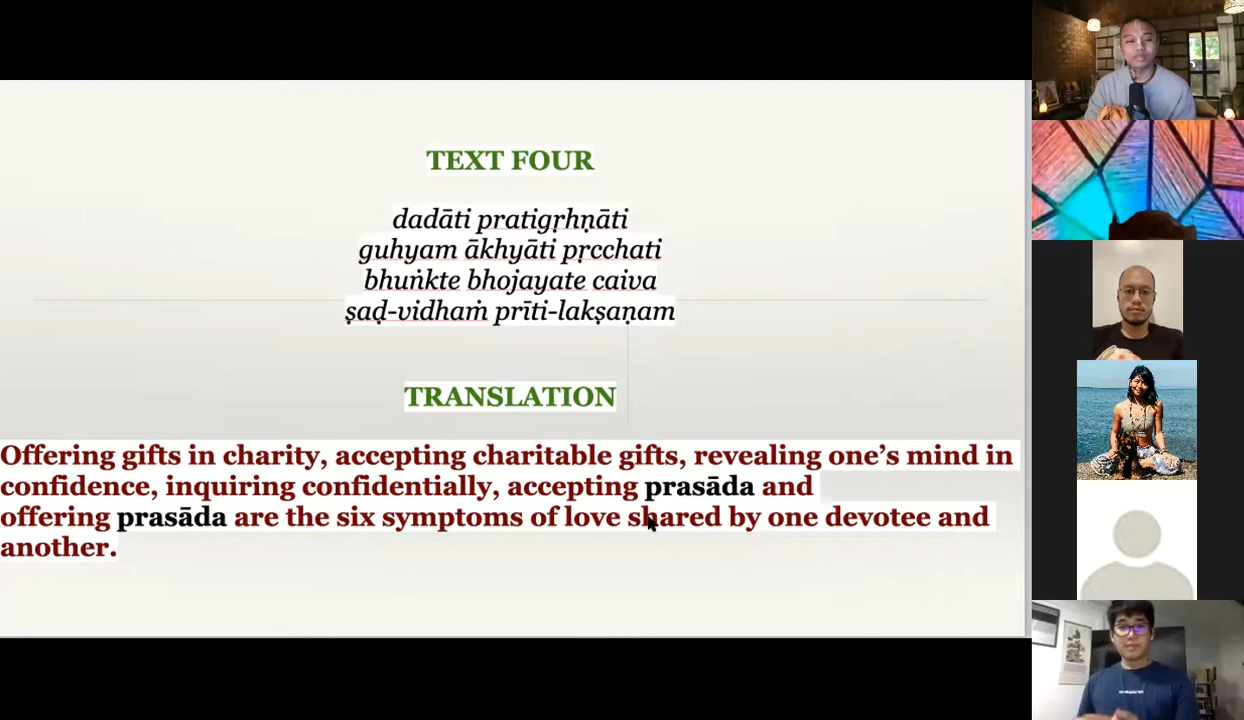 TEXT FOUR
dadāti pratigṛhṇāti
guhyam ākhyāti pṛcchati
bhuṅkte bhojayate caiva
ṣaḍ-vidhaṁ prīti-lakṣaṇam
TRANSLATION
Offering gifts in charity, accepting charitable gifts, revealing one’s mind in
confidence, inquiring confidentially, accepting prasāda and
offering prasāda are the six symptoms of love shared by one devotee and
another.